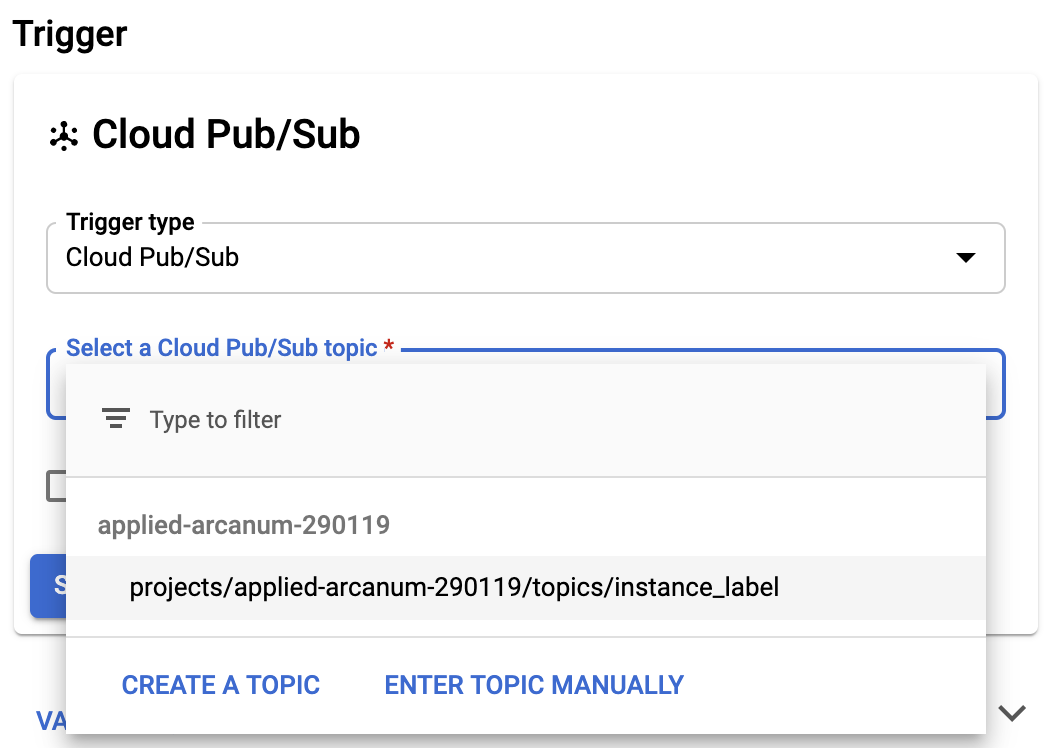 Trigger
Cloud Pub/Sub
Trigger type
Cloud Pub/Sub
Select a Cloud Pub/Sub topic *
Type to filter
applied-arcanum-290119
projects/applied-arcanum-290119/topics/instance_label
CREATE A TOPIC ENTER TOPIC MANUALLY